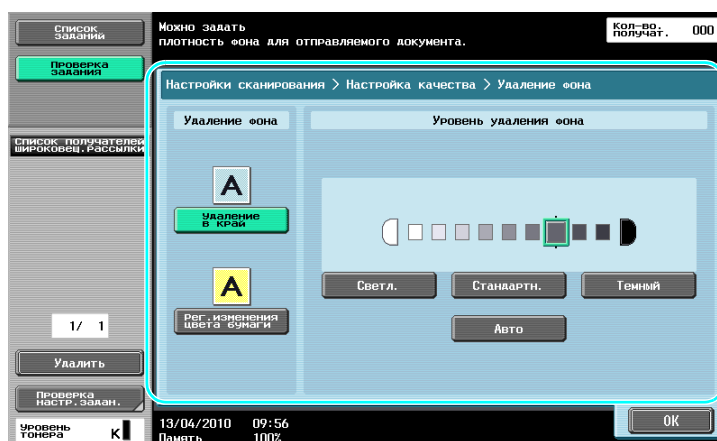 Список
заданий
Можно задать
плотность фона для отправляемого документа.
Кол-во.
получат.
000
Проверка
задания
Настройки сканирования > Настройка качества > Удаление фона
Удаление фона
Уровень удаления фона
Список получателей
широковещ.рассылки
A
Удаление
в край
A
Рег.изменения
цвета бумаги
Светл.
Стандартн.
Темный
Авто
1/ 1
Удалить
Проверка
настр.задан.
Уровень
тонера
K
13/04/2010 09:56
Память 100%
OK